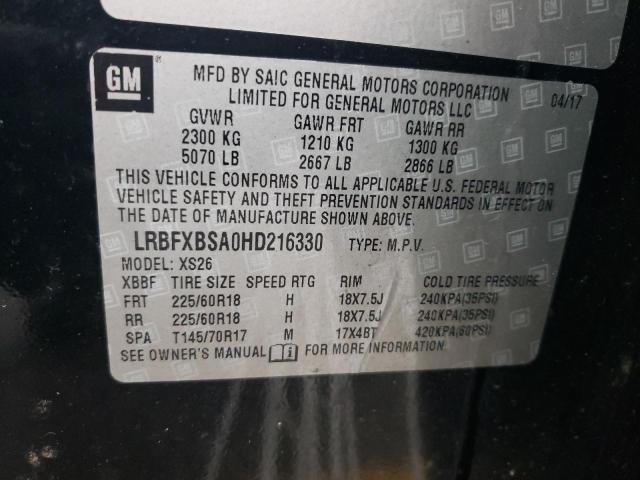 GM
MFD BY SAIC GENERAL MOTORS CORPORATION
LIMITED FOR GENERAL MOTORS LLC 04/17
GVWR GAWR FRT GAWR RR
2300 KG 1210 KG 1300 KG
5070 LB 2667 LB 2866 LB
THIS VEHICLE CONFORMS TO ALL APPLICABLE U.S. FEDERAL MOTOR
VEHICLE SAFETY AND THEFT PREVENTION STANDARDS IN EFFECT ON
THE DATE OF MANUFACTURE SHOWN ABOVE.
LRBFXBSA0HD216330 TYPE: M.P.V.
MODEL: XS26
XBBF TIRE SIZE SPEED RTG RIM COLD TIRE PRESSURE
FRT 225/60R18 H 18X7.5J 240KPA(35PSI)
RR 225/60R18 H 18X7.5J 240KPA(35PSI)
SPA T145/70R17 M 17X4BT 420KPA(60PSI)
SEE OWNER'S MANUAL FOR MORE INFORMATION.